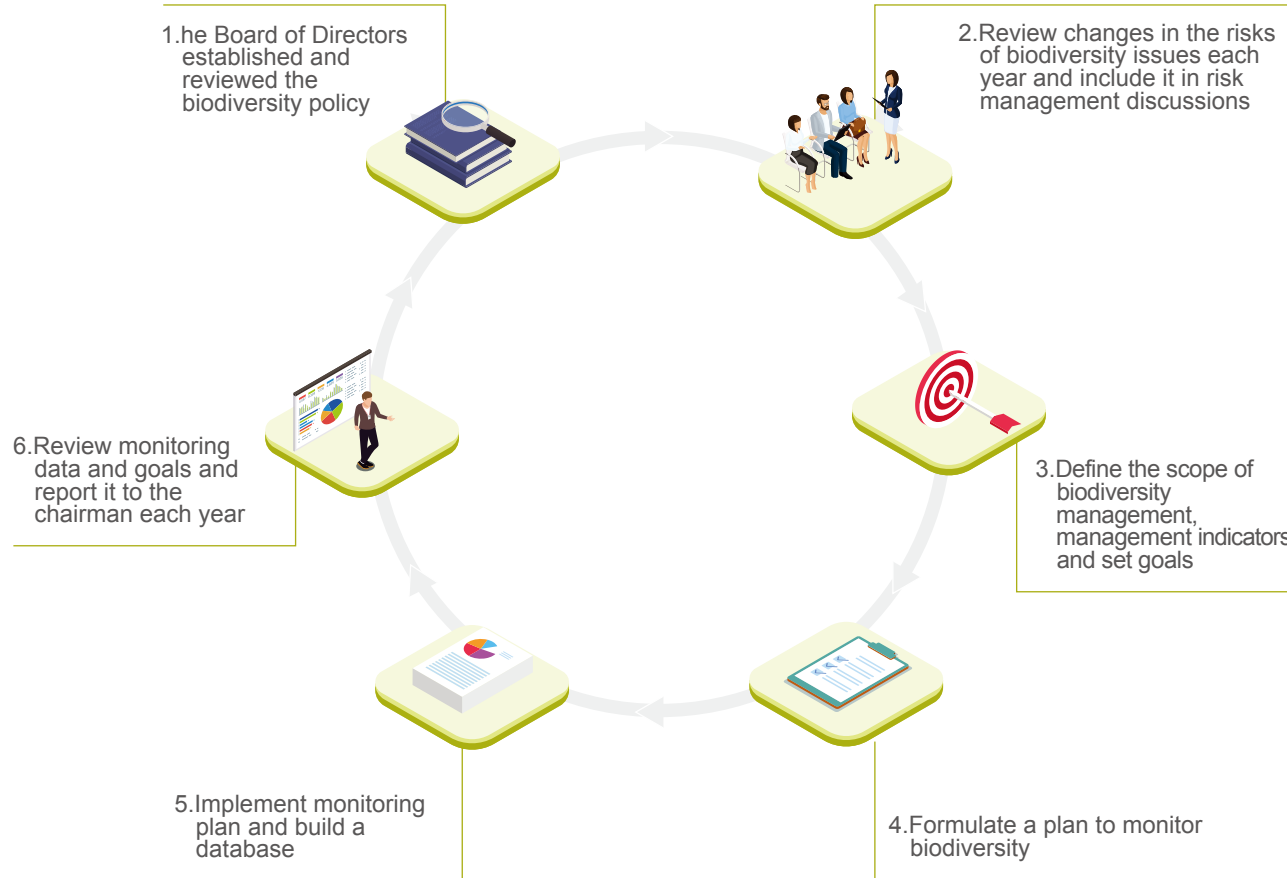 1.he Board of Directors
established and
reviewed the
biodiversity policy
2.Review changes in the risks
of biodiversity issues each
year and include it in risk
management discussions
3.Define the scope of
biodiversity
management,
management indicators
and set goals
4.Formulate a plan to monitor
biodiversity
5.Implement monitoring
plan and build a
database
6.Review monitoring
data and goals and
report it to the
chairman each year